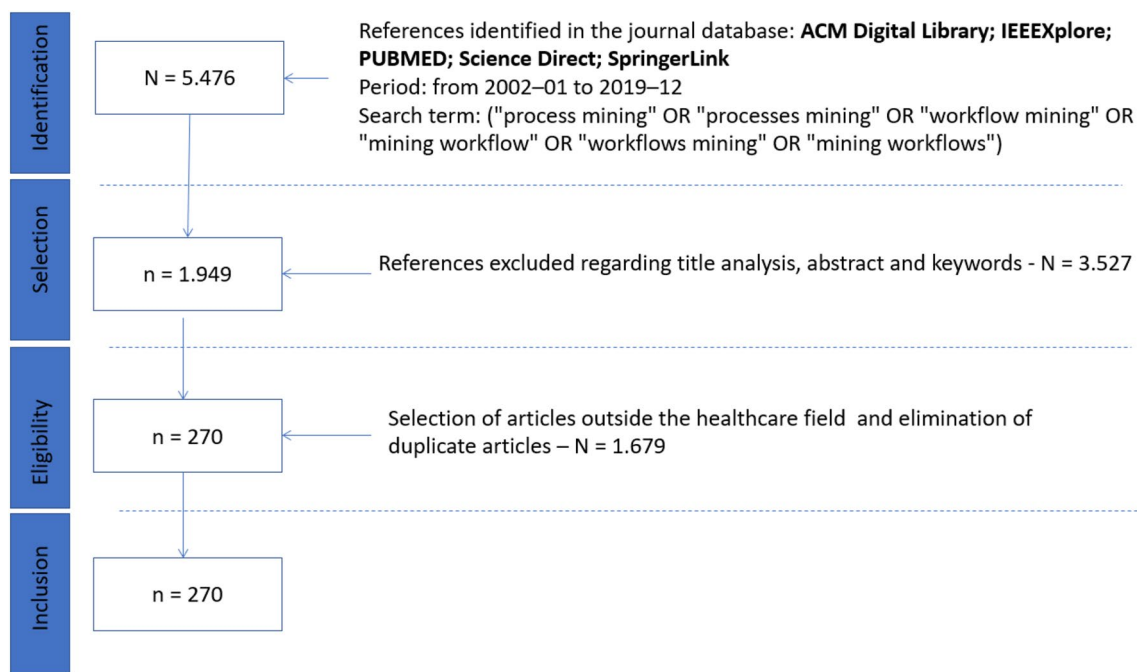 Identification
N = 5.476
References identified in the journal database: ACM Digital Library; IEEEXplore;
PUBMED; Science Direct; SpringerLink
Period: from 2002–01 to 2019–12
Search term: ("process mining" OR "processes mining" OR "workflow mining" OR
"mining workflow" OR "workflows mining" OR "mining workflows")
Selection
n = 1.949
References excluded regarding title analysis, abstract and keywords - N = 3.527
Eligibility
n = 270
Selection of articles outside the healthcare field and elimination of
duplicate articles – N = 1.679
Inclusion
n = 270